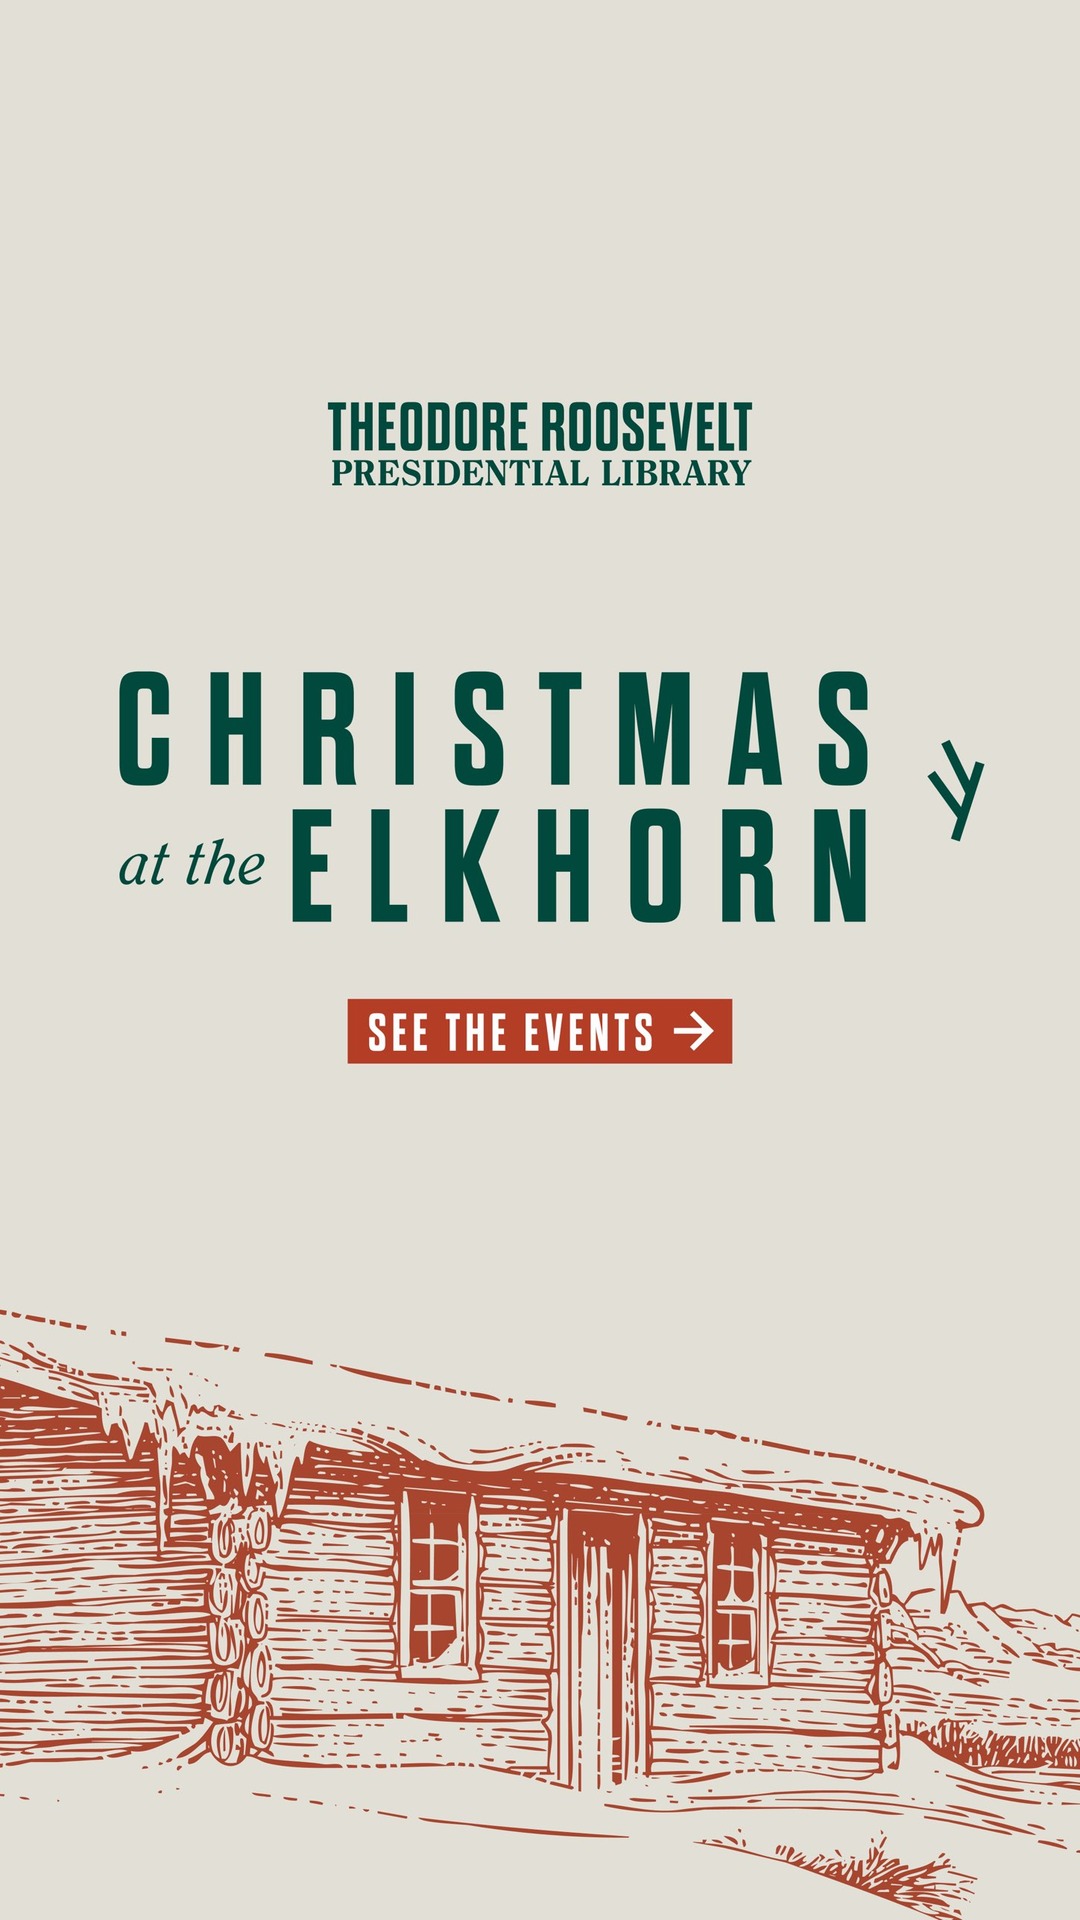 THEODORE ROOSEVELT
PRESIDENTIAL LIBRARY
CHRISTMAS
at the ELKHORN
SEE THE EVENTS →